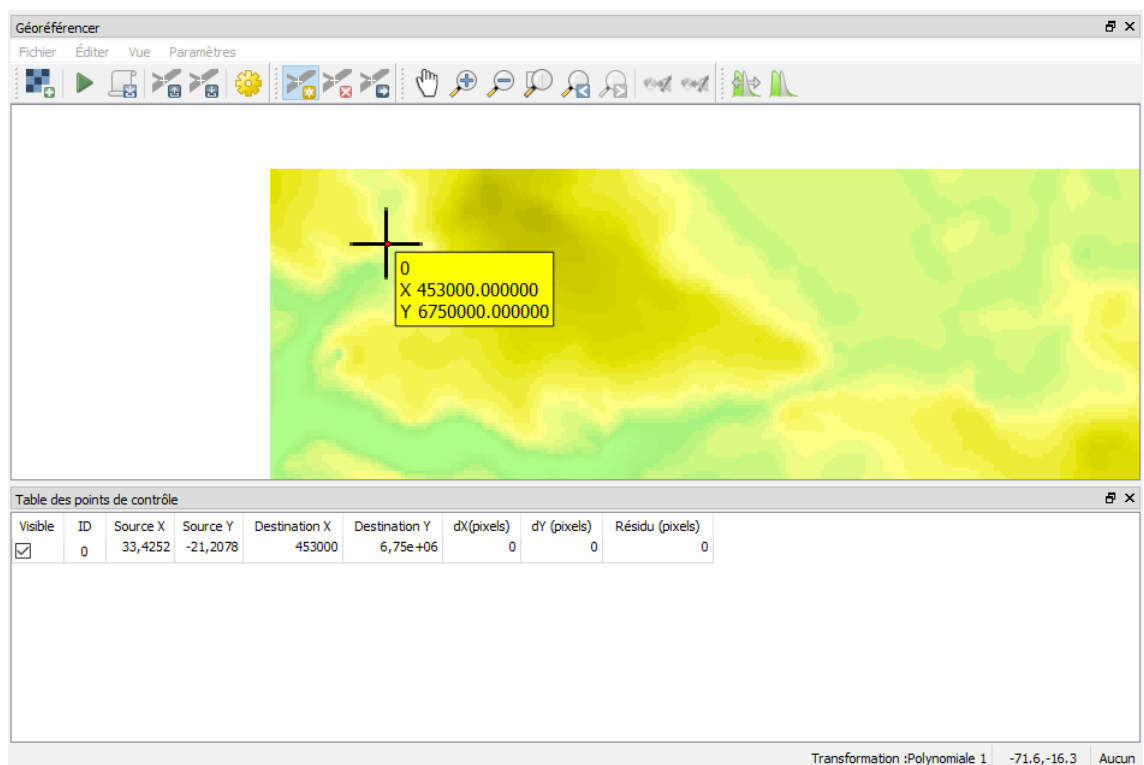 Géoréférencer
Fichier Éditer Vue Paramètres
0
X 453000.000000
Y 6750000.000000
Table des points de contrôle
Visible ID Source X Source Y Destination X Destination Y dX(pixels) dY (pixels) Résidu (pixels)
0 33,4252 -21,2078 453000 6,75e+06 0 0 0
Transformation :Polynomiale 1 -71.6,-16.3 Aucun